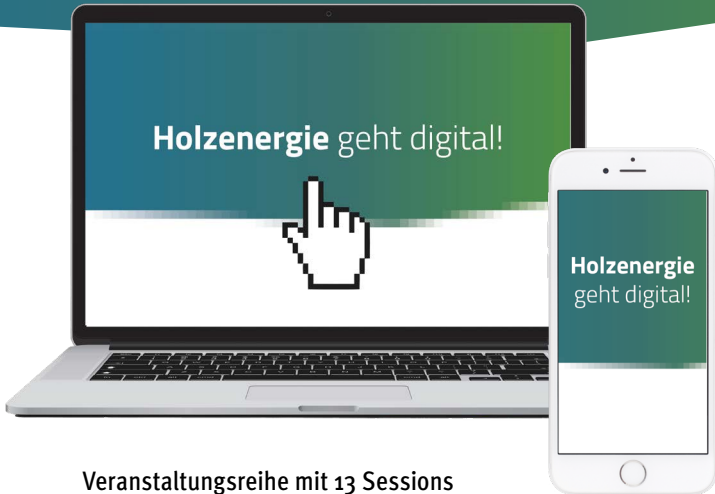 Holzenergie geht digital!
Holzenergie
geht digital!
Veranstaltungsreihe mit 13 Sessions